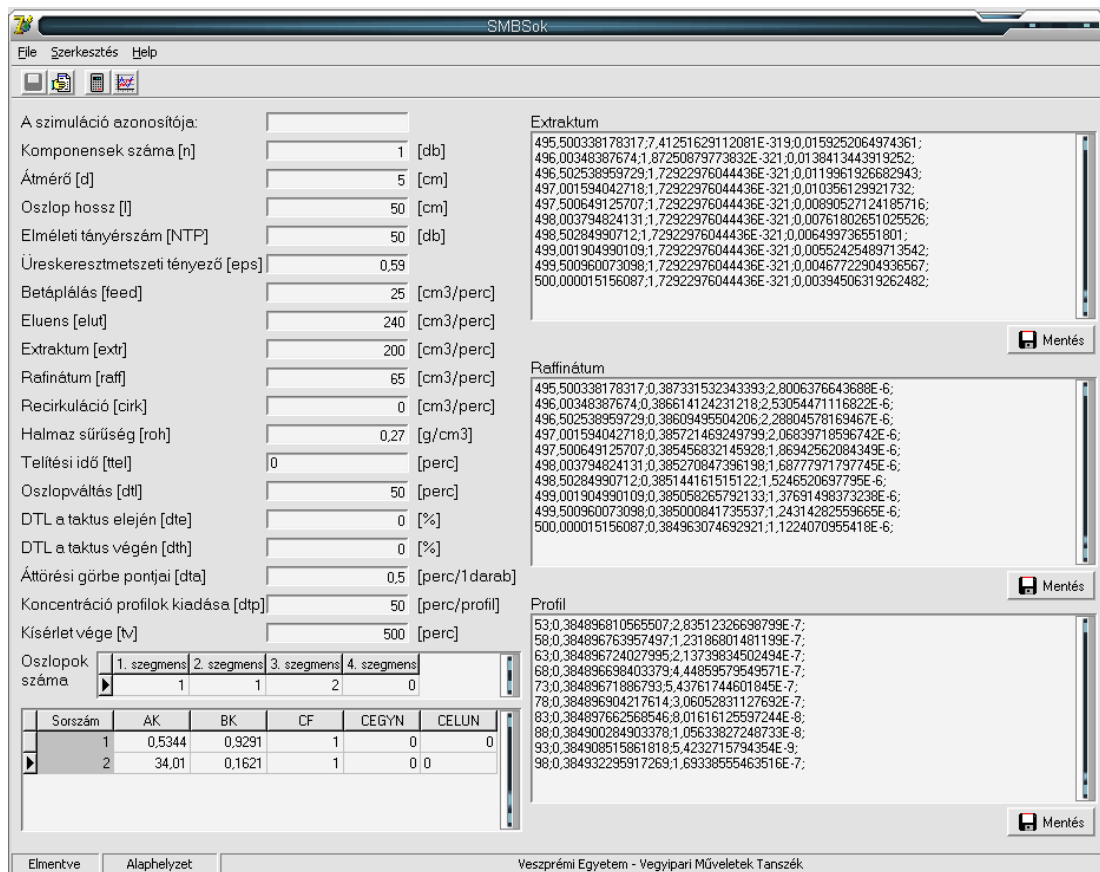 SMBSok
File Szerkesztés Help
A szimuláció azonosítója:
Komponensek száma [n] 1 [db]
Átmérő [d] 5 [cm]
Oszlop hossz [l] 50 [cm]
Elméleti tányérszám [NTP] 50 [db]
Üreskeresztmetszeti tényező [eps] 0,59
Betáplálás [feed] 25 [cm3/perc]
Eluens [elut] 240 [cm3/perc]
Extraktum [extr] 200 [cm3/perc]
Rafinátum [raff] 65 [cm3/perc]
Recirkuláció [cirk] 0 [cm3/perc]
Halmaz sűrűség [roh] 0,27 [g/cm3]
Telítési idő [ttel] 0 [perc]
Oszlopváltás [dtl] 50 [perc]
DTL a taktus elején [dte] 0 [%]
DTL a taktus végén [dth] 0 [%]
Áttörési görbe pontjai [dta] 0,5 [perc/1darab]
Koncentráció profilok kiadása [dtp] 50 [perc/profil]
Kísérlet vége [tv] 500 [perc]
Oszlopok száma
1. szegmens 2. szegmens 3. szegmens 4. szegmens
1 1 2 0
Sorszám AK BK CF CEGYN CELUN
1 0,5344 0,9291 1 0 0
2 34,01 0,1621 1 0 0
Extraktum
495,500338178317;7,41251629112081E-319;0,0159252064974361;
496,00348387674;1,87250879773832E-321;0,0138413443919252;
496,502538959729;1,72922976044436E-321;0,0119961926682943;
497,001594042718;1,72922976044436E-321;0,010356129921732;
497,500649125707;1,72922976044436E-321;0,00890527124185716;
498,003794824131;1,72922976044436E-321;0,00761802651025526;
498,50284990712;1,72922976044436E-321;0,006499736551801;
499,001904990109;1,72922976044436E-321;0,00552425489713542;
499,500960073098;1,72922976044436E-321;0,00467722904936567;
500,000015156087;1,72922976044436E-321;0,00394506319262482;
Mentés
Raffinátum
495,500338178317;0,387331532343393;2,8006376643688E-6;
496,00348387674;0,386614124231218;2,53054471116822E-6;
496,502538959729;0,38609495504206;2,28804578169467E-6;
497,001594042718;0,385721469249799;2,06839718596742E-6;
497,500649125707;0,385456832145928;1,86942562084349E-6;
498,003794824131;0,385270847396198;1,68777971797745E-6;
498,50284990712;0,385144161515122;1,5246520697795E-6;
499,001904990109;0,385058265792133;1,37691498373238E-6;
499,500960073098;0,385000841735537;1,24314282559665E-6;
500,000015156087;0,384963074692921;1,1224070955418E-6;
Mentés
Profil
53;0,384896810565507;2,83512326698799E-7;
58;0,384896763957497;1,23186801481199E-7;
63;0,384896724027995;2,13739834502494E-7;
68;0,384896698403379;4,44859579549571E-7;
73;0,38489671886793;5,43761744601845E-7;
78;0,384896904217614;3,06052831127692E-7;
83;0,384897662568546;8,01616125597244E-8;
88;0,384900284903378;1,05633827248733E-8;
93;0,384908515861818;5,4232715794354E-9;
98;0,384932295917269;1,69338555463516E-7;
Mentés
Elmentve Alaphelyzet Veszprémi Egyetem - Vegyipari Műveletek Tanszék